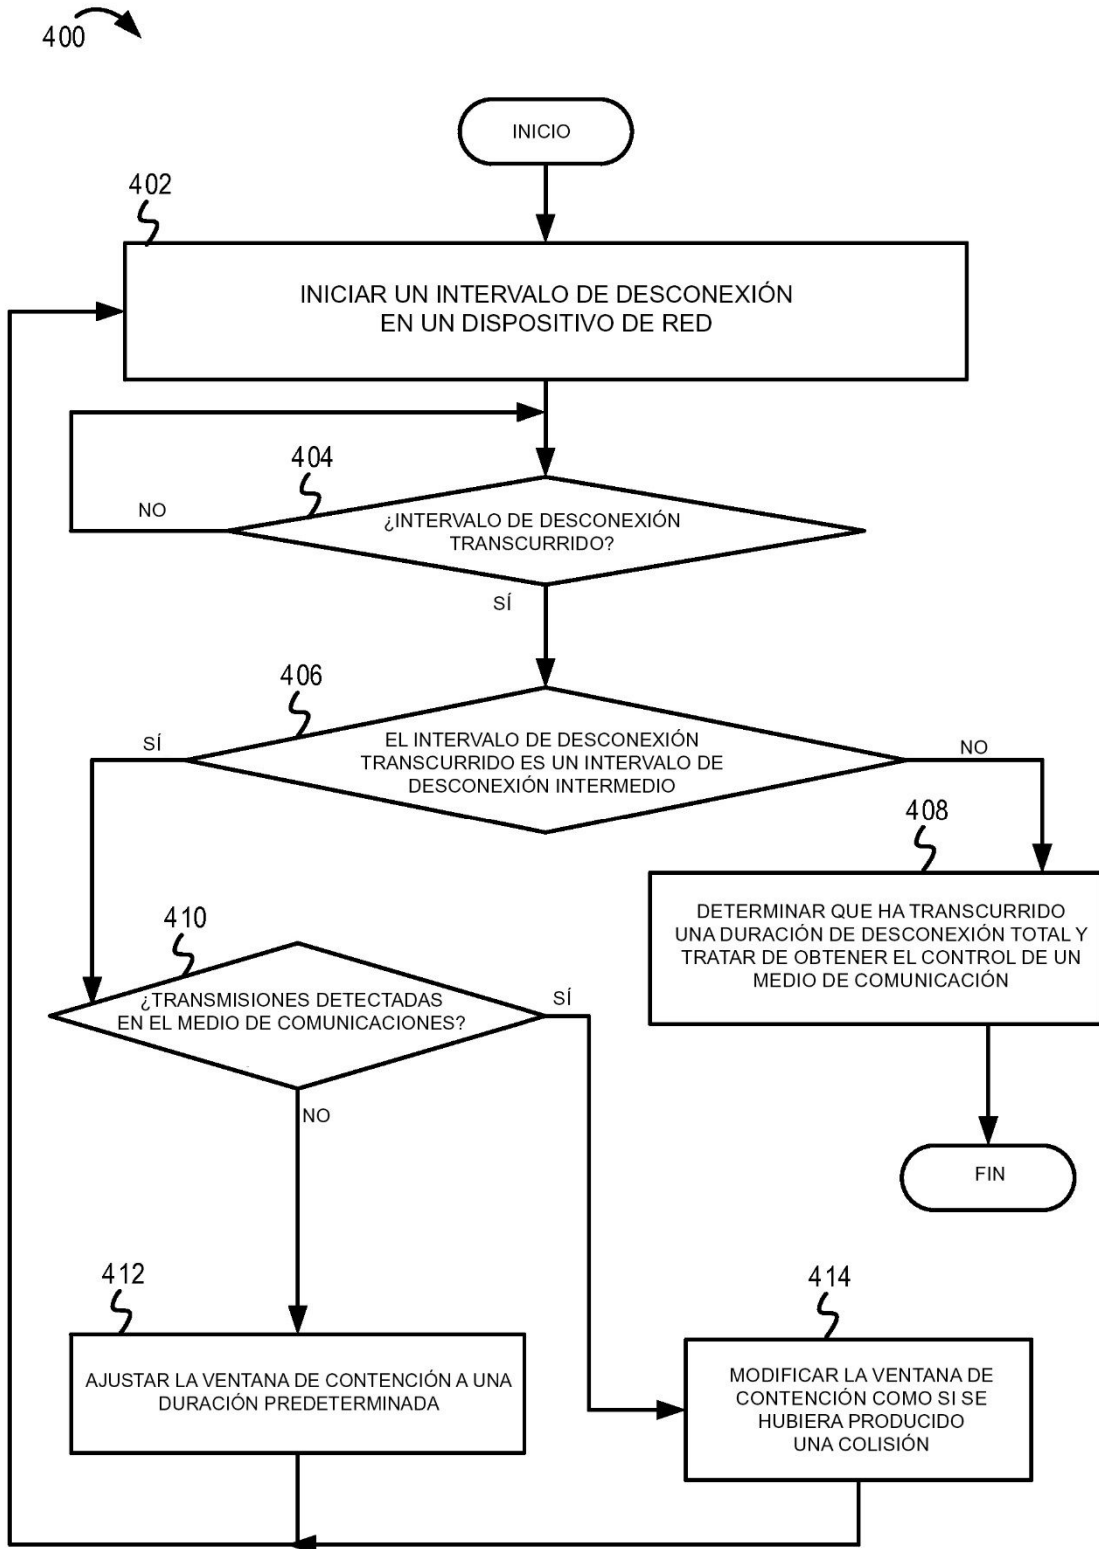 400
INICIO
402
INICIAR UN INTERVALO DE DESCONEXIÓN
EN UN DISPOSITIVO DE RED
404
NO
¿INTERVALO DE DESCONEXIÓN
TRANSCURRIDO?
SÍ
406
SÍ
EL INTERVALO DE DESCONEXIÓN
TRANSCURRIDO ES UN INTERVALO DE
DESCONEXIÓN INTERMEDIO
NO
408
DETERMINAR QUE HA TRANSCURRIDO
UNA DURACIÓN DE DESCONEXIÓN TOTAL Y
TRATAR DE OBTENER EL CONTROL DE UN
MEDIO DE COMUNICACIÓN
410
¿TRANSMISIONES DETECTADAS
EN EL MEDIO DE COMUNICACIONES?
SÍ
NO
FIN
412
AJUSTAR LA VENTANA DE CONTENCIÓN A UNA
DURACIÓN PREDETERMINADA
414
MODIFICAR LA VENTANA DE
CONTENCIÓN COMO SI SE
HUBIERA PRODUCIDO
UNA COLISIÓN